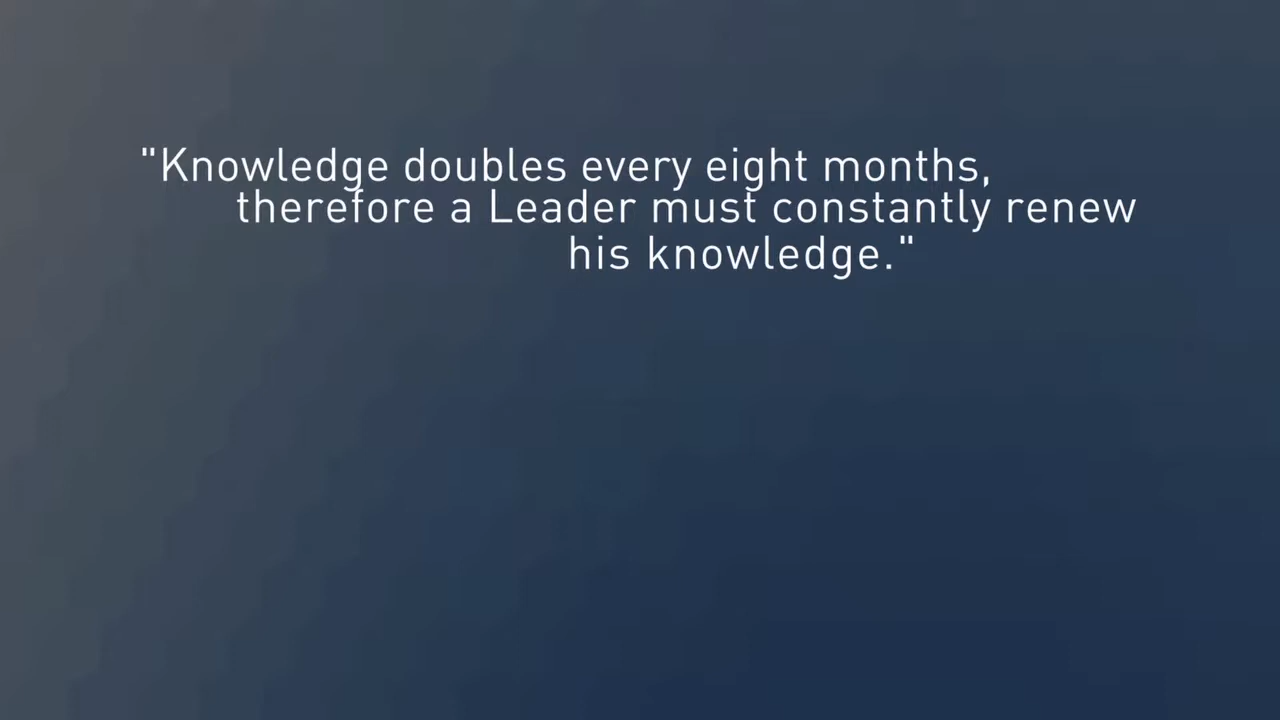 "Knowledge doubles every eight months,
therefore a Leader must constantly renew
his knowledge."